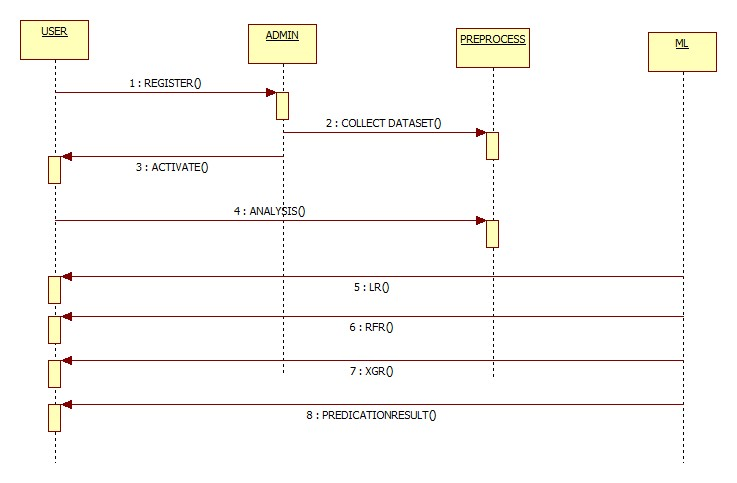 USER
ADMIN
PREPROCESS
ML
1 : REGISTER()
2 : COLLECT DATASET()
3 : ACTIVATE()
4 : ANALYSIS()
5 : LR()
6 : RFR()
7 : XGR()
8 : PREDICATIONRESULT()